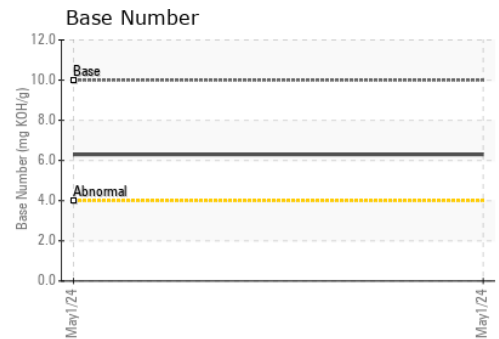 Base Number
Base Number (mg KOH/g)
12.0
10.0
8.0
6.0
4.0
2.0
0.0
Base
Abnormal
May1/24
May1/24